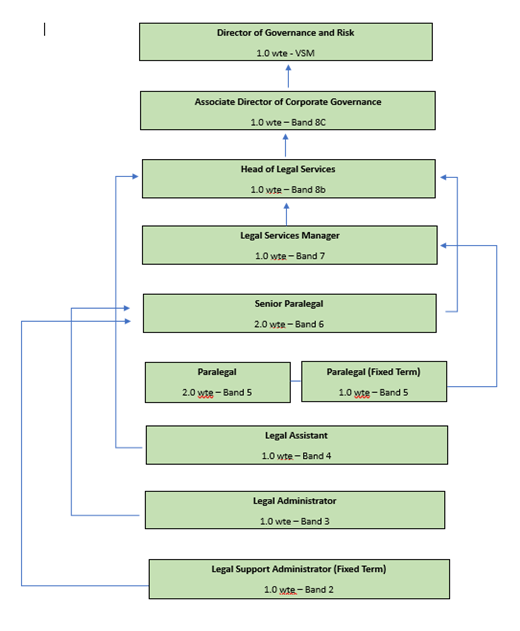 Director of Governance and Risk
1.0 wte - VSM
Associate Director of Corporate Governance
1.0 wte – Band 8C
Head of Legal Services
1.0 wte – Band 8b
Legal Services Manager
1.0 wte – Band 7
Senior Paralegal
2.0 wte – Band 6
Paralegal
2.0 wte – Band 5
Paralegal (Fixed Term)
1.0 wte – Band 5
Legal Assistant
1.0 wte – Band 4
Legal Administrator
1.0 wte – Band 3
Legal Support Administrator (Fixed Term)
1.0 wte – Band 2